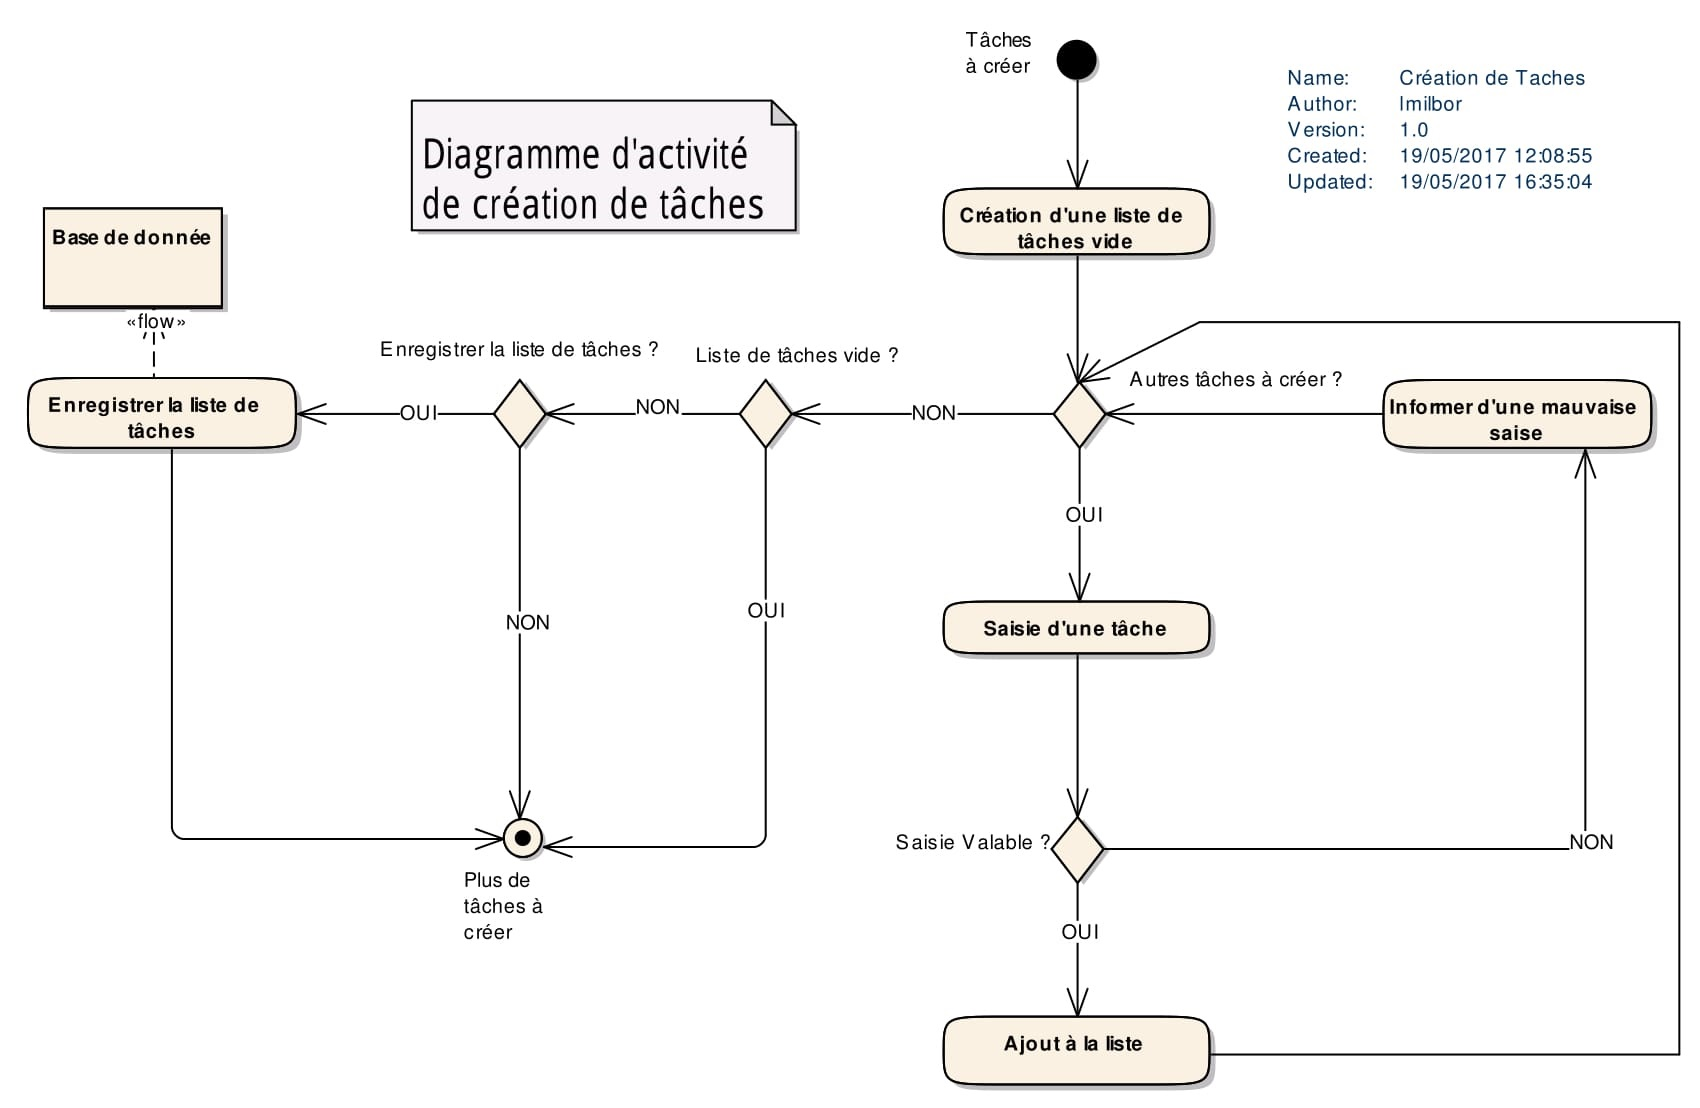 Tâches
à créer
Name: Création de Taches
Author: lmilbor
Version: 1.0
Created: 19/05/2017 12:08:55
Updated: 19/05/2017 16:35:04
Diagramme d'activité
de création de tâches
Création d'une liste de
tâches vide
Base de donnée
«flow»
Enregistrer la liste de tâches ?
Liste de tâches vide ?
Autres tâches à créer ?
Enregistrer la liste de
tâches
OUI
NON
NON
Informer d'une mauvaise
saise
OUI
NON
OUI
Saisie d'une tâche
Saisie Valable ?
NON
Plus de
tâches à
créer
OUI
Ajout à la liste